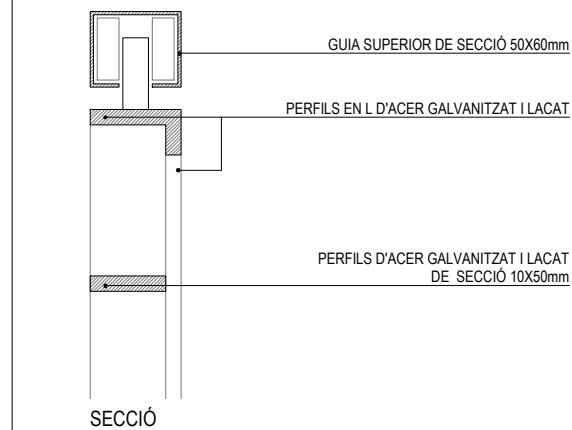 GUIA SUPERIOR DE SECCIÓ 50X60mm
PERFILS EN L D'ACER GALVANITZAT I LACAT
PERFILS D'ACER GALVANITZAT I LACAT
DE SECCIÓ 10X50mm
SECCIÓ